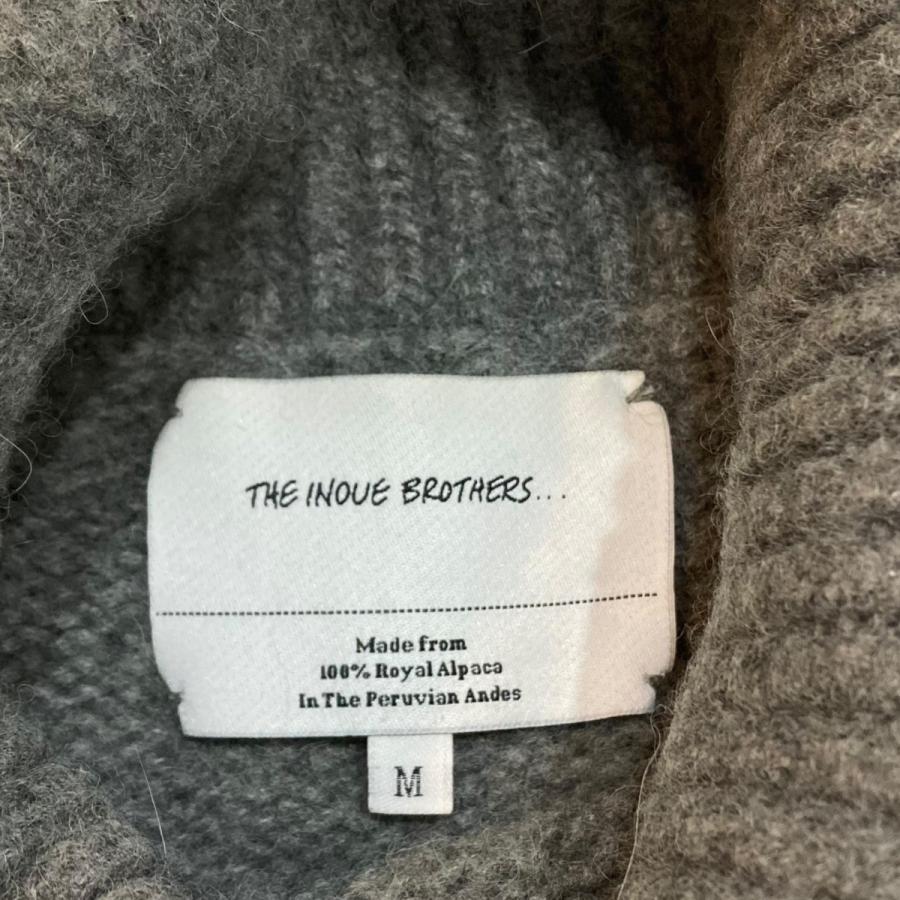 THE INOUE BROTHERS...
Made from
100% Royal Alpaca
In The Peruvian Andes
M